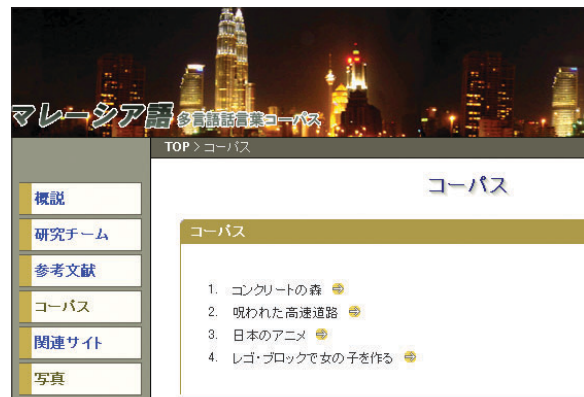 マレーシア語 多言語話言葉コーパス
TOP > コーパス
コーパス
概説
研究チーム
参考文献
コーパス
関連サイト
写真
コーパス
1. コンクリートの森
2. 呪われた高速道路
3. 日本のアニメ
4. レゴ・ブロックで女の子を作る